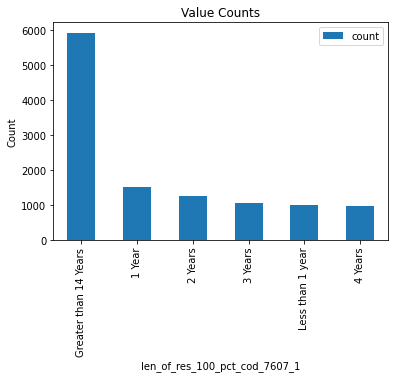 Value Counts
count
6000
5000
4000
3000
2000
1000
0
Count
Greater than 14 Years
1 Year
2 Years
3 Years
Less than 1 year
4 Years
len_of_res_100_pct_cod_7607_1